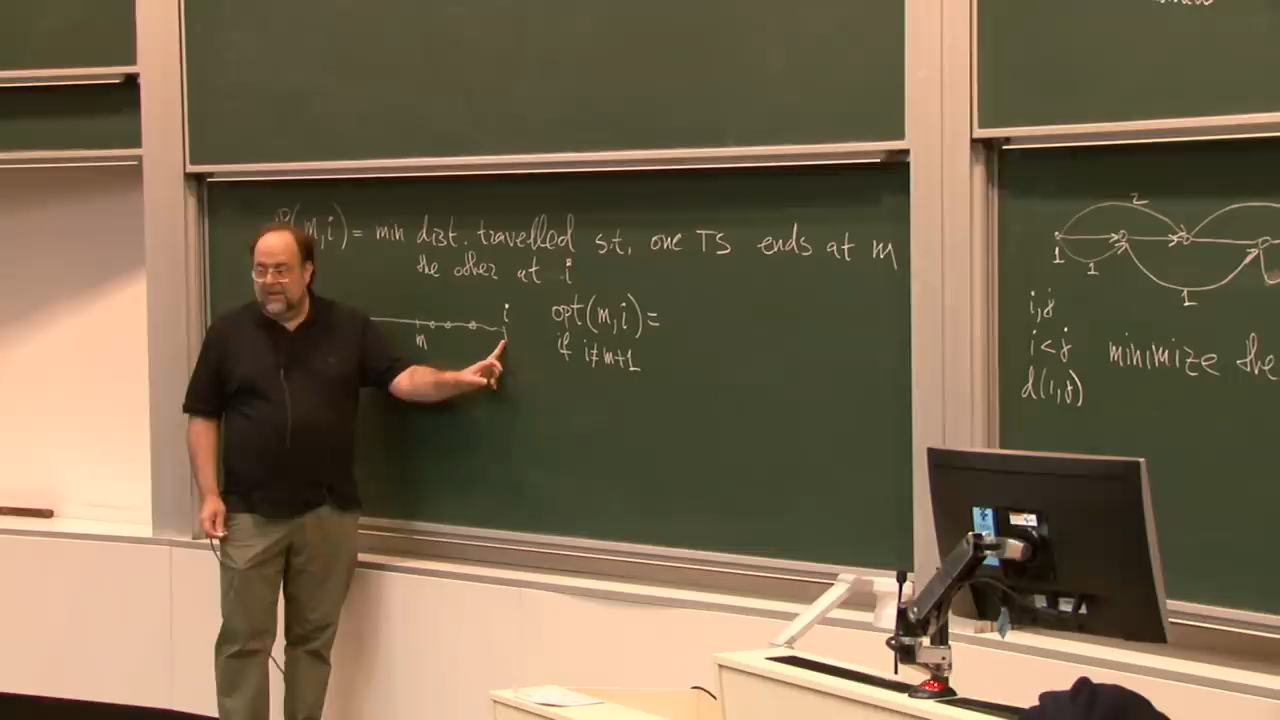 (m,i) = min dist. travelled s.t. one TS ends at m
the other at i
m i
opt(m,i)=
if i≠m+1
2
1 1 1
i,j
i<j
d(i,j)
minimize the